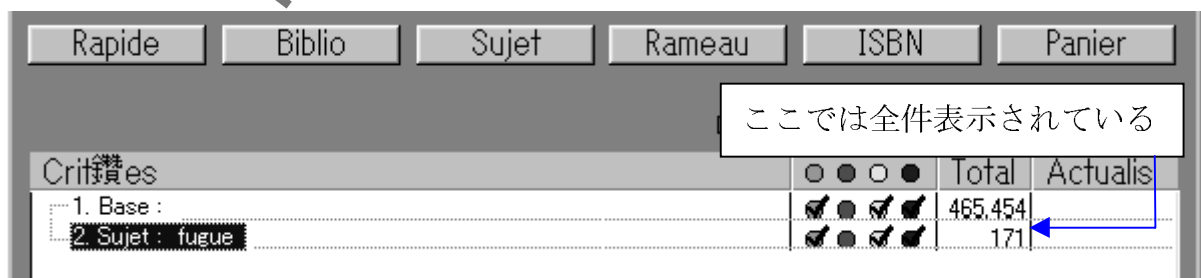 Rapide Biblio Sujet Rameau ISBN Panier
ここでは全件表示されている
Crit鑽es Total Actualis
1. Base : 465.454
2. Sujet : fugue 171